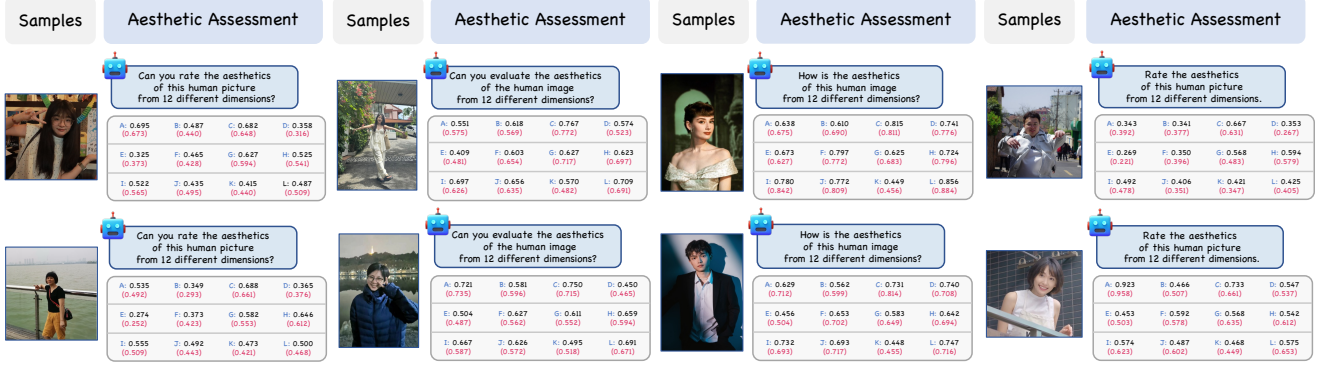 Samples
Aesthetic Assessment
Samples
Aesthetic Assessment
Samples
Aesthetic Assessment
Samples
Aesthetic Assessment
Can you rate the aesthetics
of this human picture
from 12 different dimensions?
A: 0.695 B: 0.487 C: 0.682 D: 0.358
(0.673) (0.440) (0.648) (0.316)
E: 0.325 F: 0.465 G: 0.627 H: 0.525
(0.373) (0.428) (0.594) (0.541)
I: 0.522 J: 0.435 K: 0.415 L: 0.487
(0.565) (0.495) (0.440) (0.509)
Can you evaluate the aesthetics
of the human image
from 12 different dimensions?
A: 0.551 B: 0.618 C: 0.767 D: 0.574
(0.575) (0.569) (0.772) (0.523)
E: 0.409 F: 0.603 G: 0.627 H: 0.623
(0.481) (0.654) (0.717) (0.697)
I: 0.697 J: 0.656 K: 0.570 L: 0.709
(0.626) (0.635) (0.482) (0.691)
How is the aesthetics
of this human image
from 12 different dimensions?
A: 0.638 B: 0.610 C: 0.815 D: 0.741
(0.675) (0.690) (0.811) (0.776)
E: 0.673 F: 0.797 G: 0.625 H: 0.724
(0.627) (0.772) (0.683) (0.796)
I: 0.780 J: 0.772 K: 0.449 L: 0.856
(0.842) (0.809) (0.456) (0.884)
Rate the aesthetics
of this human picture
from 12 different dimensions.
A: 0.343 B: 0.341 C: 0.667 D: 0.353
(0.392) (0.377) (0.631) (0.267)
E: 0.269 F: 0.350 G: 0.568 H: 0.594
(0.221) (0.396) (0.483) (0.579)
I: 0.492 J: 0.406 K: 0.421 L: 0.425
(0.478) (0.351) (0.347) (0.405)
Can you rate the aesthetics
of this human picture
from 12 different dimensions?
A: 0.535 B: 0.349 C: 0.688 D: 0.365
(0.492) (0.293) (0.661) (0.376)
E: 0.274 F: 0.373 G: 0.582 H: 0.646
(0.252) (0.423) (0.553) (0.612)
I: 0.555 J: 0.492 K: 0.473 L: 0.500
(0.509) (0.443) (0.421) (0.468)
Can you evaluate the aesthetics
of the human image
from 12 different dimensions?
A: 0.721 B: 0.581 C: 0.750 D: 0.450
(0.735) (0.596) (0.715) (0.465)
E: 0.504 F: 0.627 G: 0.611 H: 0.659
(0.487) (0.562) (0.552) (0.594)
I: 0.667 J: 0.626 K: 0.495 L: 0.691
(0.587) (0.572) (0.518) (0.671)
How is the aesthetics
of this human image
from 12 different dimensions?
A: 0.629 B: 0.562 C: 0.731 D: 0.740
(0.712) (0.599) (0.814) (0.708)
E: 0.456 F: 0.653 G: 0.583 H: 0.642
(0.504) (0.702) (0.649) (0.694)
I: 0.732 J: 0.693 K: 0.448 L: 0.747
(0.693) (0.717) (0.455) (0.716)
Rate the aesthetics
of this human picture
from 12 different dimensions.
A: 0.923 B: 0.466 C: 0.733 D: 0.547
(0.958) (0.507) (0.661) (0.537)
E: 0.453 F: 0.592 G: 0.568 H: 0.542
(0.503) (0.578) (0.635) (0.612)
I: 0.574 J: 0.487 K: 0.468 L: 0.575
(0.623) (0.602) (0.449) (0.653)